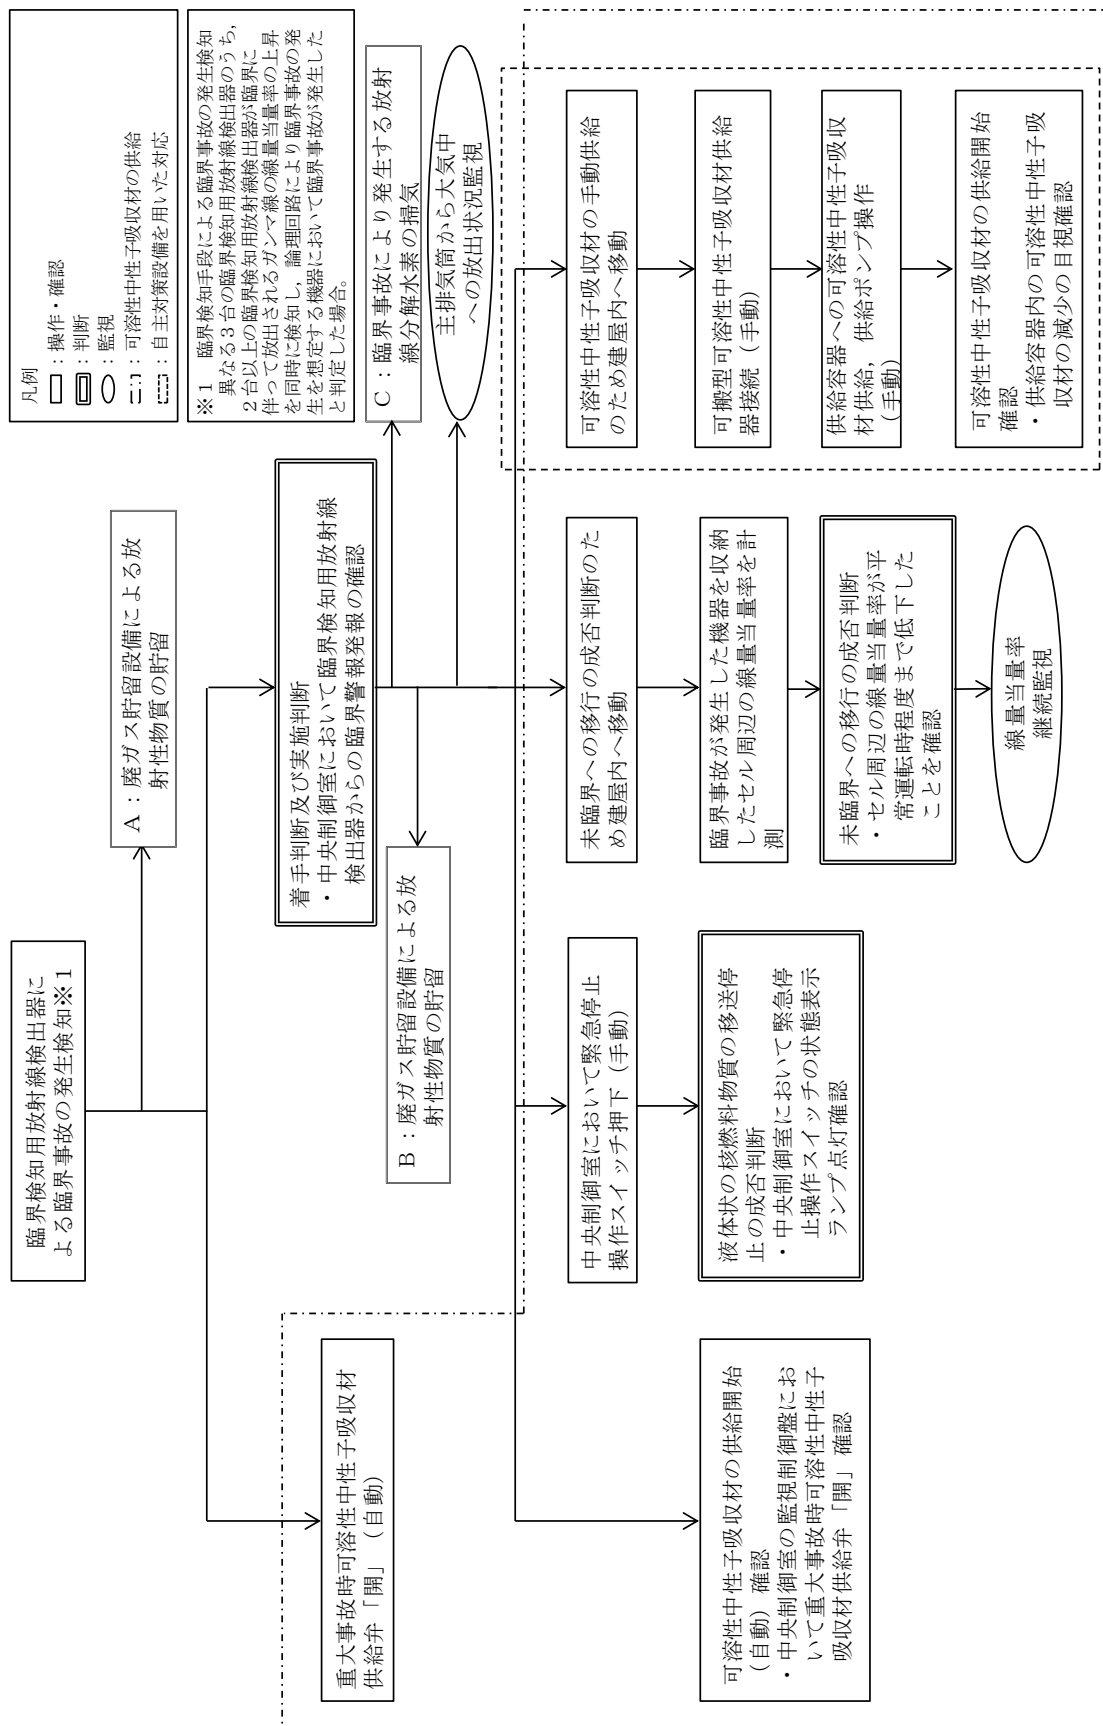 臨界検知用放射線検出器に
よる臨界事故の発生検知※１
凡例
：操作・確認
：判断
：監視
：可溶性中性子吸収材の供給
：自主対策設備を用いた対応
※１　臨界検知手段による臨界事故の発生検知
異なる３台の臨界検知用放射線検出器のうち，
２台以上の臨界検知用放射線検出器が臨界に
伴って放出されるガンマ線の線量当量率の上昇
を同時に検知し，論理回路により臨界事故の発
生を想定する機器において臨界事故が発生した
と判定した場合。
A：廃ガス貯留設備による放
射性物質の貯留
着手判断及び実施判断
・中央制御室において臨界検知用放射線
検出器からの臨界警報発報の確認
B：廃ガス貯留設備による放
射性物質の貯留
C：臨界事故により発生する放射
線分解水素の掃気
主排気筒から大気中
への放出状況監視
重大事故時可溶性中性子吸収材
供給弁「開」（自動）
可溶性中性子吸収材の供給開始
（自動）確認
・中央制御室の監視制御盤にお
いて重大事故時可溶性中性子
吸収材供給弁「開」確認
中央制御室において緊急停止
操作スイッチ押下（手動）
液体状の核燃料物質の移送停
止の成否判断
・中央制御室において緊急停
止操作スイッチの状態表示
ランプ点灯確認
未臨界への移行の成否判断のた
め建屋内へ移動
臨界事故が発生した機器を収納
したセル周辺の線量当量率を計
測
未臨界への移行の成否判断
・セル周辺の線量当量率が平
常運転時程度まで低下した
ことを確認
線量当量率
継続監視
可溶性中性子吸収材の手動供給
のため建屋内へ移動
可搬型可溶性中性子吸収材供給
器接続（手動）
供給容器への可溶性中性子吸収
材供給，供給ポンプ操作
（手動）
可溶性中性子吸収材の供給開始
確認
・供給容器内の可溶性中性子吸
収材の減少の目視確認